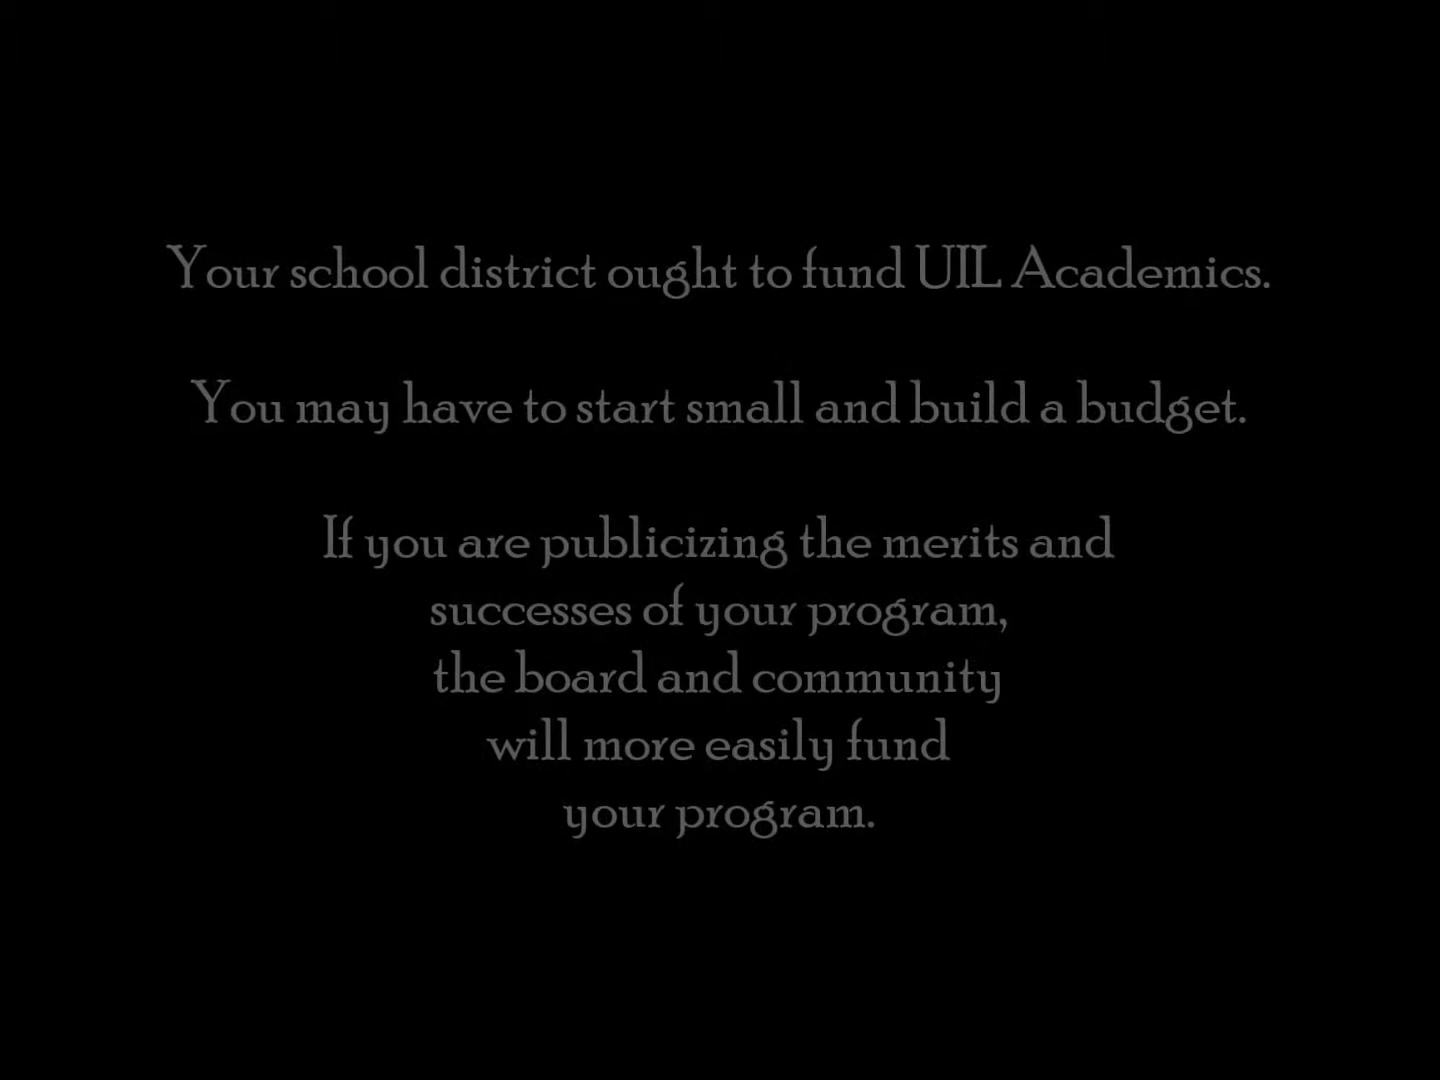 Your school district ought to fund UIL Academics.
You may have to start small and build a budget.
If you are publicizing the merits and
successes of your program,
the board and community
will more easily fund
your program.